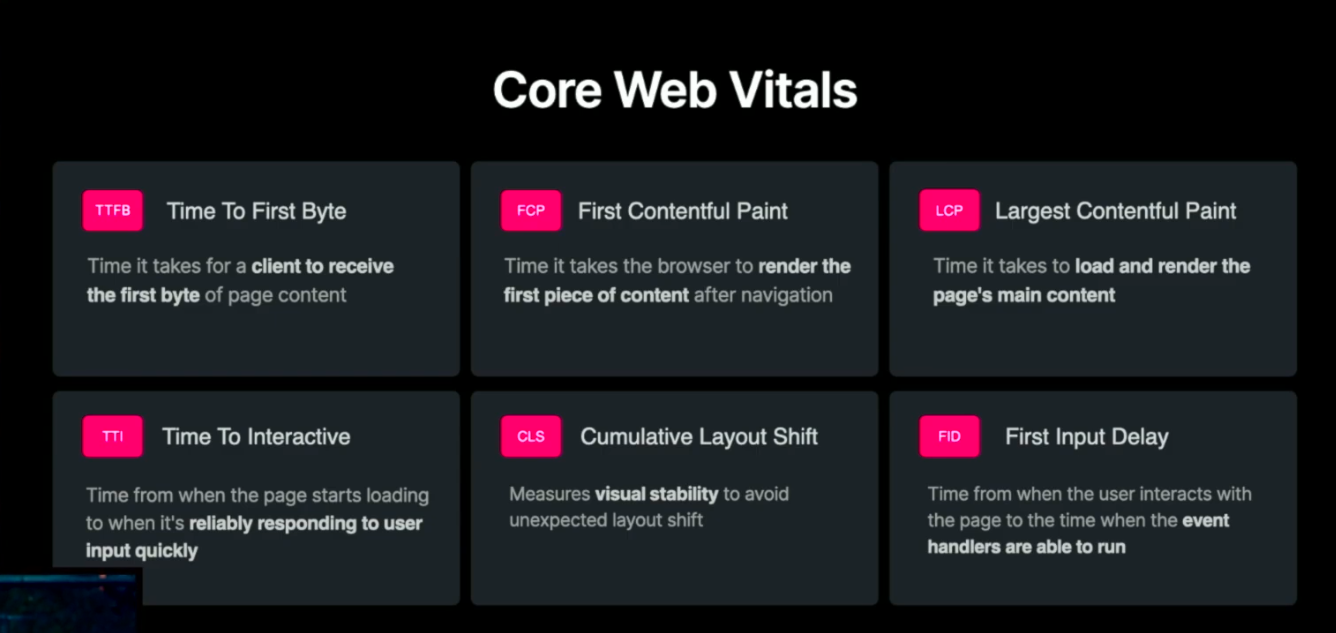 Core Web Vitals
TTFB Time To First Byte
Time it takes for a client to receive
the first byte of page content
FCP First Contentful Paint
Time it takes the browser to render the
first piece of content after navigation
LCP Largest Contentful Paint
Time it takes to load and render the
page's main content
TTI Time To Interactive
Time from when the page starts loading
to when it's reliably responding to user
input quickly
CLS Cumulative Layout Shift
Measures visual stability to avoid
unexpected layout shift
FID First Input Delay
Time from when the user interacts with
the page to the time when the event
handlers are able to run